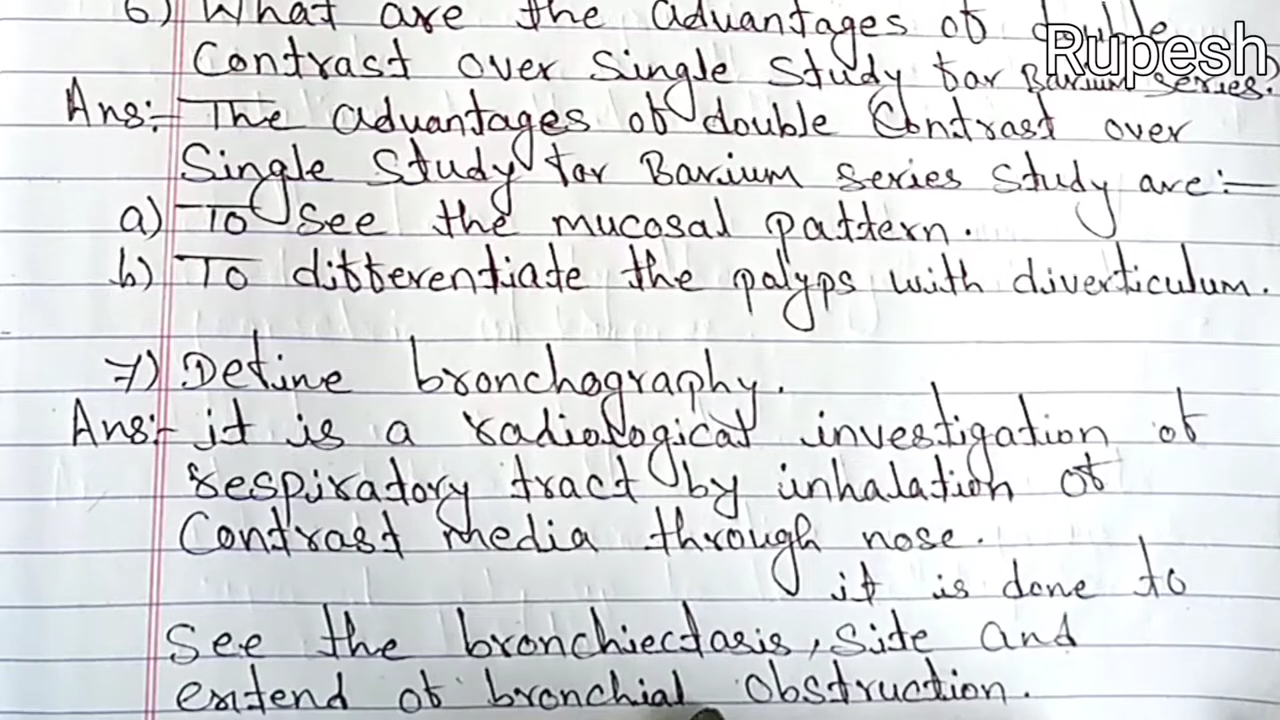 6) What are the advantages of double
Rupesh
Contrast over Single Study for Barium Series.
Ans:- The advantages of double Contrast over
Single Study for Barium series study are:-
a) To see the mucosal pattern.
b) To differentiate the polyps with diverticulum.
7) Define bronchography.
Ans:- it is a radiological investigation of
respiratory tract by inhalation of
Contrast media through nose.
it is done to
See the bronchiectasis, site and
extend of bronchial obstruction.